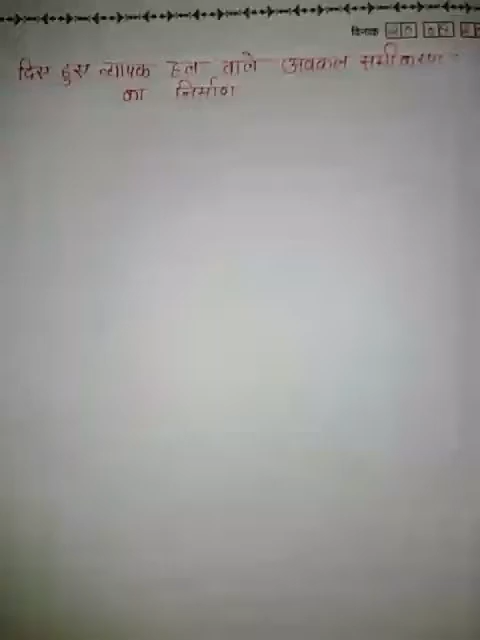 दिनांक
दिए हुए व्यापक हल वाले अवकल समीकरण
का निर्माण